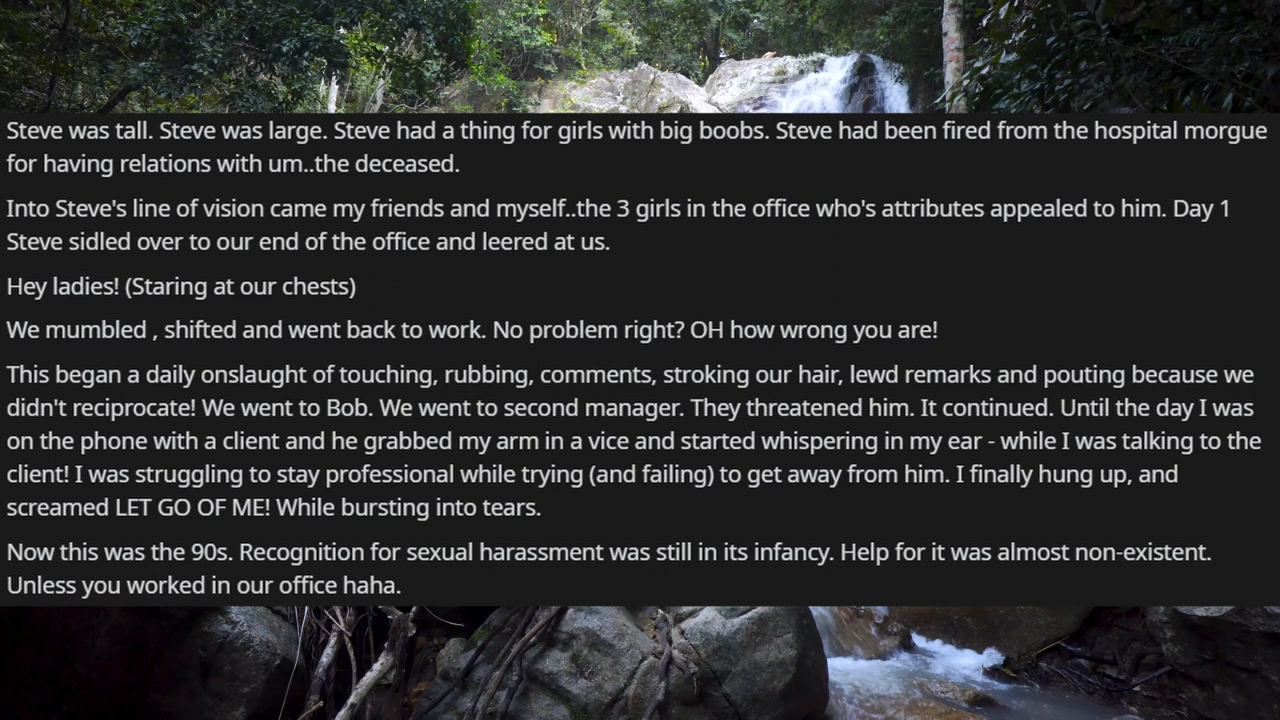 Steve was tall. Steve was large. Steve had a thing for girls with big boobs. Steve had been fired from the hospital morgue
for having relations with um..the deceased.
Into Steve's line of vision came my friends and myself..the 3 girls in the office who's attributes appealed to him. Day 1
Steve sidled over to our end of the office and leered at us.
Hey ladies! (Staring at our chests)
We mumbled , shifted and went back to work. No problem right? OH how wrong you are!
This began a daily onslaught of touching, rubbing, comments, stroking our hair, lewd remarks and pouting because we
didn't reciprocate! We went to Bob. We went to second manager. They threatened him. It continued. Until the day I was
on the phone with a client and he grabbed my arm in a vice and started whispering in my ear - while I was talking to the
client! I was struggling to stay professional while trying (and failing) to get away from him. I finally hung up, and
screamed LET GO OF ME! While bursting into tears.
Now this was the 90s. Recognition for sexual harassment was still in its infancy. Help for it was almost non-existent.
Unless you worked in our office haha.